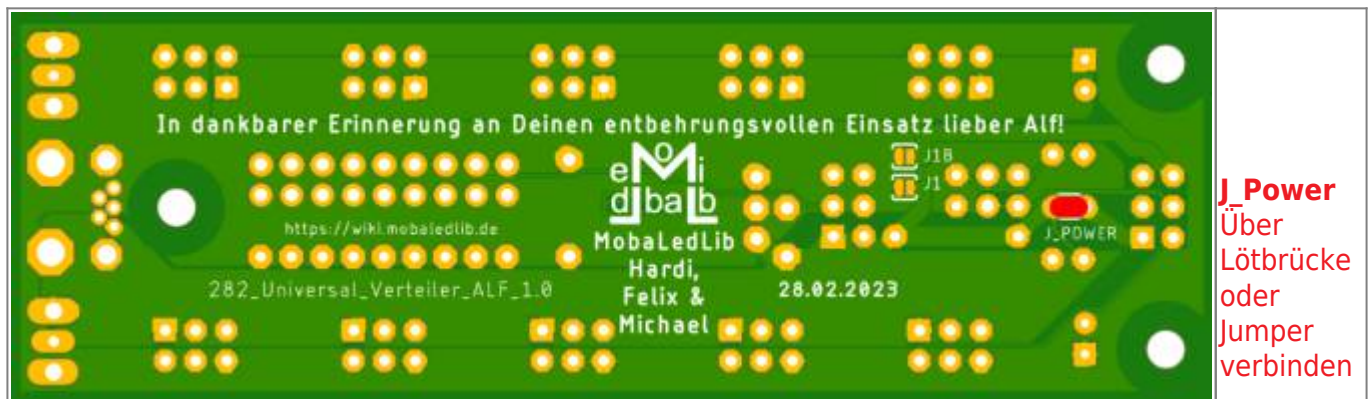 In dankbarer Erinnerung an Deinen entbehrungsvollen Einsatz lieber Alf!
J1B
J1
https://wiki.mobaledlib.de
282_Universal_Verteiler_ALF_1.0
MobaLedLib
Hardi,
Felix &
Michael
28.02.2023
J_POWER
J_Power
Über
Lötbrücke
oder
Jumper
verbinden